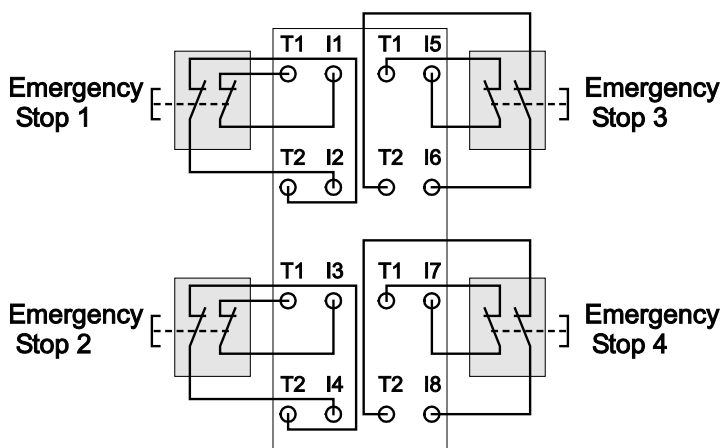 T1 I1 T1 I5
Emergency
Stop 1
Emergency
Stop 3
T2 I2 T2 I6
T1 I3 T1 I7
Emergency
Stop 2
Emergency
Stop 4
T2 I4 T2 I8